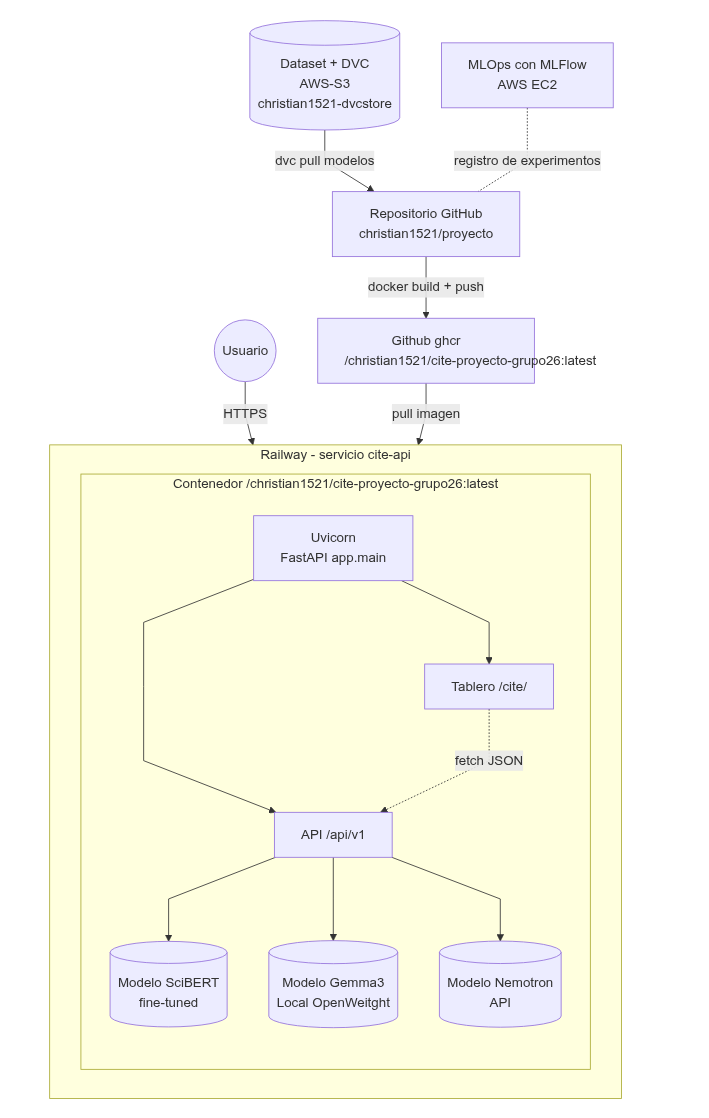 Dataset + DVC
AWS-S3
christian1521-dvcstore
MLOps con MLFlow
AWS EC2
dvc pull modelos
registro de experimentos
Repositorio GitHub
christian1521/proyecto
docker build + push
Github ghcr
/christian1521/cite-proyecto-grupo26:latest
Usuario
HTTPS
pull imagen
Railway - servicio cite-api
Contenedor /christian1521/cite-proyecto-grupo26:latest
Uvicorn
FastAPI app.main
Tablero /cite/
fetch JSON
API /api/v1
Modelo SciBERT
fine-tuned
Modelo Gemma3
Local OpenWeitght
Modelo Nemotron
API